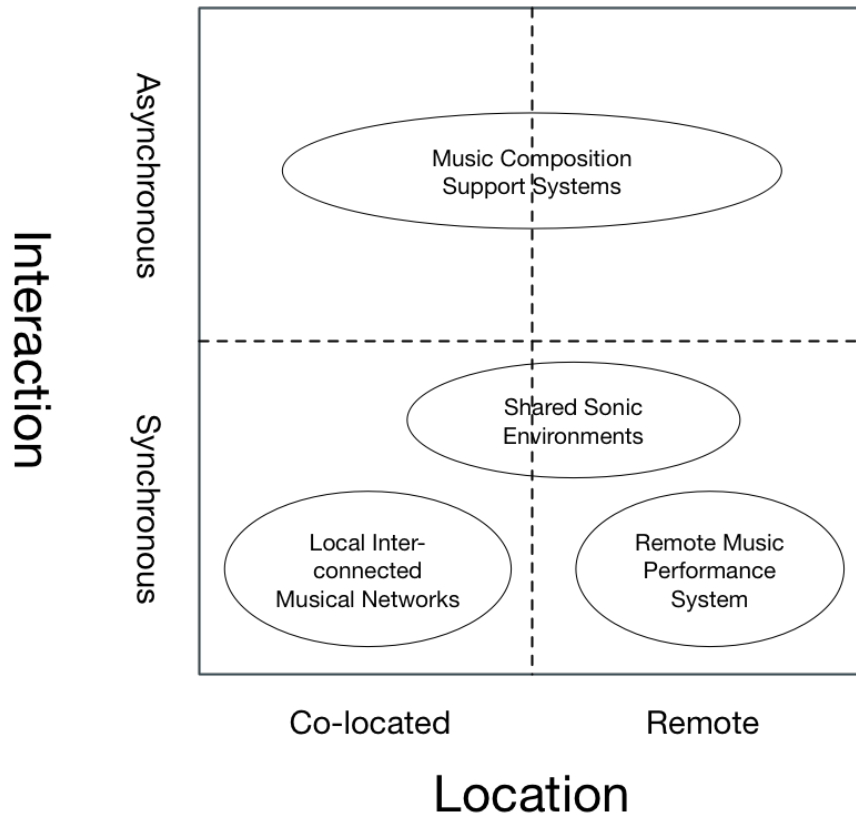 Interaction
Asynchronous
Synchronous
Music Composition
Support Systems
Shared Sonic
Environments
Local Inter-
connected
Musical Networks
Remote Music
Performance
System
Co-located
Remote
Location